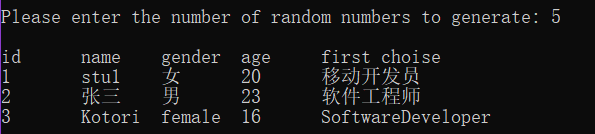 Please enter the number of random numbers to generate: 5
id name gender age first choise
1 stu1 女 20 移动开发员
2 张三 男 23 软件工程师
3 Kotori female 16 SoftwareDeveloper